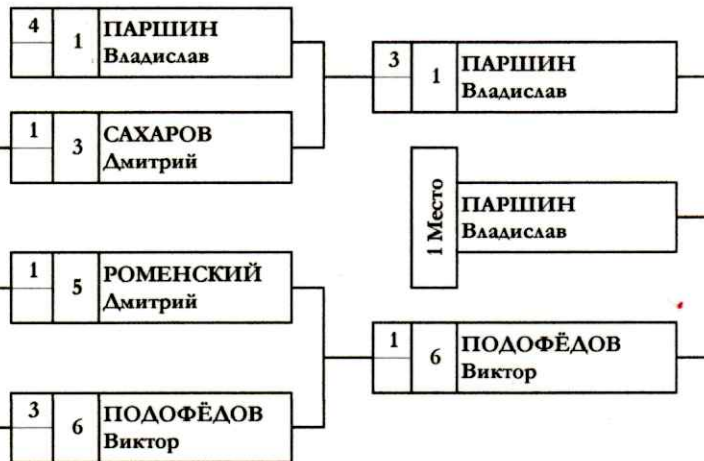 4 1 ПАРШИН
Владислав
1 3 САХАРОВ
Дмитрий
1 5 РОМЕНСКИЙ
Дмитрий
3 6 ПОДОФЁДОВ
Виктор
3 1 ПАРШИН
Владислав
1 Место
ПАРШИН
Владислав
1 6 ПОДОФЁДОВ
Виктор